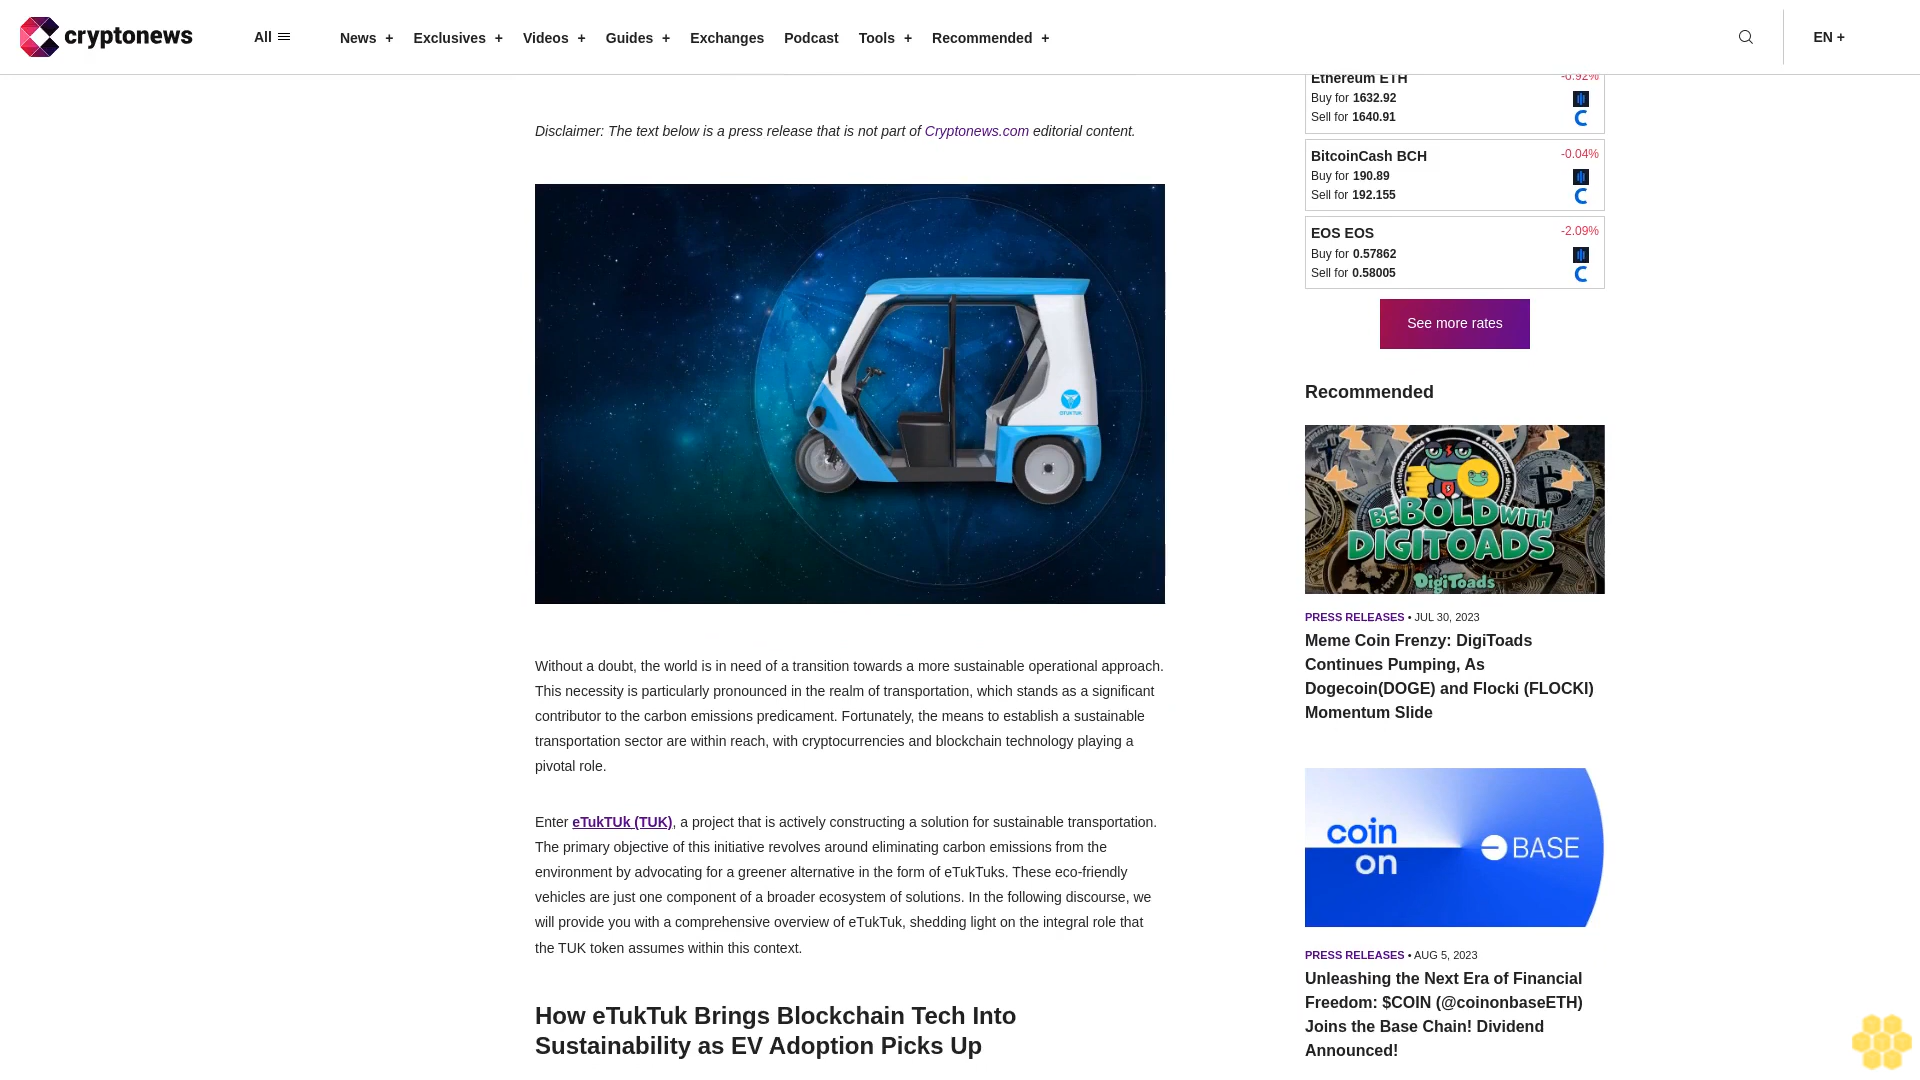 cryptonews
All
News +
Exclusives +
Videos +
Guides +
Exchanges
Podcast
Tools +
Recommended +
EN +
Disclaimer: The text below is a press release that is not part of Cryptonews.com editorial content.
eTUKTUK
Without a doubt, the world is in need of a transition towards a more sustainable operational approach.
This necessity is particularly pronounced in the realm of transportation, which stands as a significant
contributor to the carbon emissions predicament. Fortunately, the means to establish a sustainable
transportation sector are within reach, with cryptocurrencies and blockchain technology playing a
pivotal role.
Enter eTukTUk (TUK), a project that is actively constructing a solution for sustainable transportation.
The primary objective of this initiative revolves around eliminating carbon emissions from the
environment by advocating for a greener alternative in the form of eTukTuks. These eco-friendly
vehicles are just one component of a broader ecosystem of solutions. In the following discourse, we
will provide you with a comprehensive overview of eTukTuk, shedding light on the integral role that
the TUK token assumes within this context.
How eTukTuk Brings Blockchain Tech Into
Sustainability as EV Adoption Picks Up
Ethereum ETH
-0.92%
Buy for 1632.92
Sell for 1640.91
BitcoinCash BCH
-0.04%
Buy for 190.89
Sell for 192.155
EOS EOS
-2.09%
Buy for 0.57862
Sell for 0.58005
See more rates
Recommended
BE BOLD WITH
DIGITOADS
DigiToads
PRESS RELEASES • JUL 30, 2023
Meme Coin Frenzy: DigiToads
Continues Pumping, As
Dogecoin(DOGE) and Flocki (FLOCKI)
Momentum Slide
coin
on
BASE
PRESS RELEASES • AUG 5, 2023
Unleashing the Next Era of Financial
Freedom: $COIN (@coinonbaseETH)
Joins the Base Chain! Dividend
Announced!